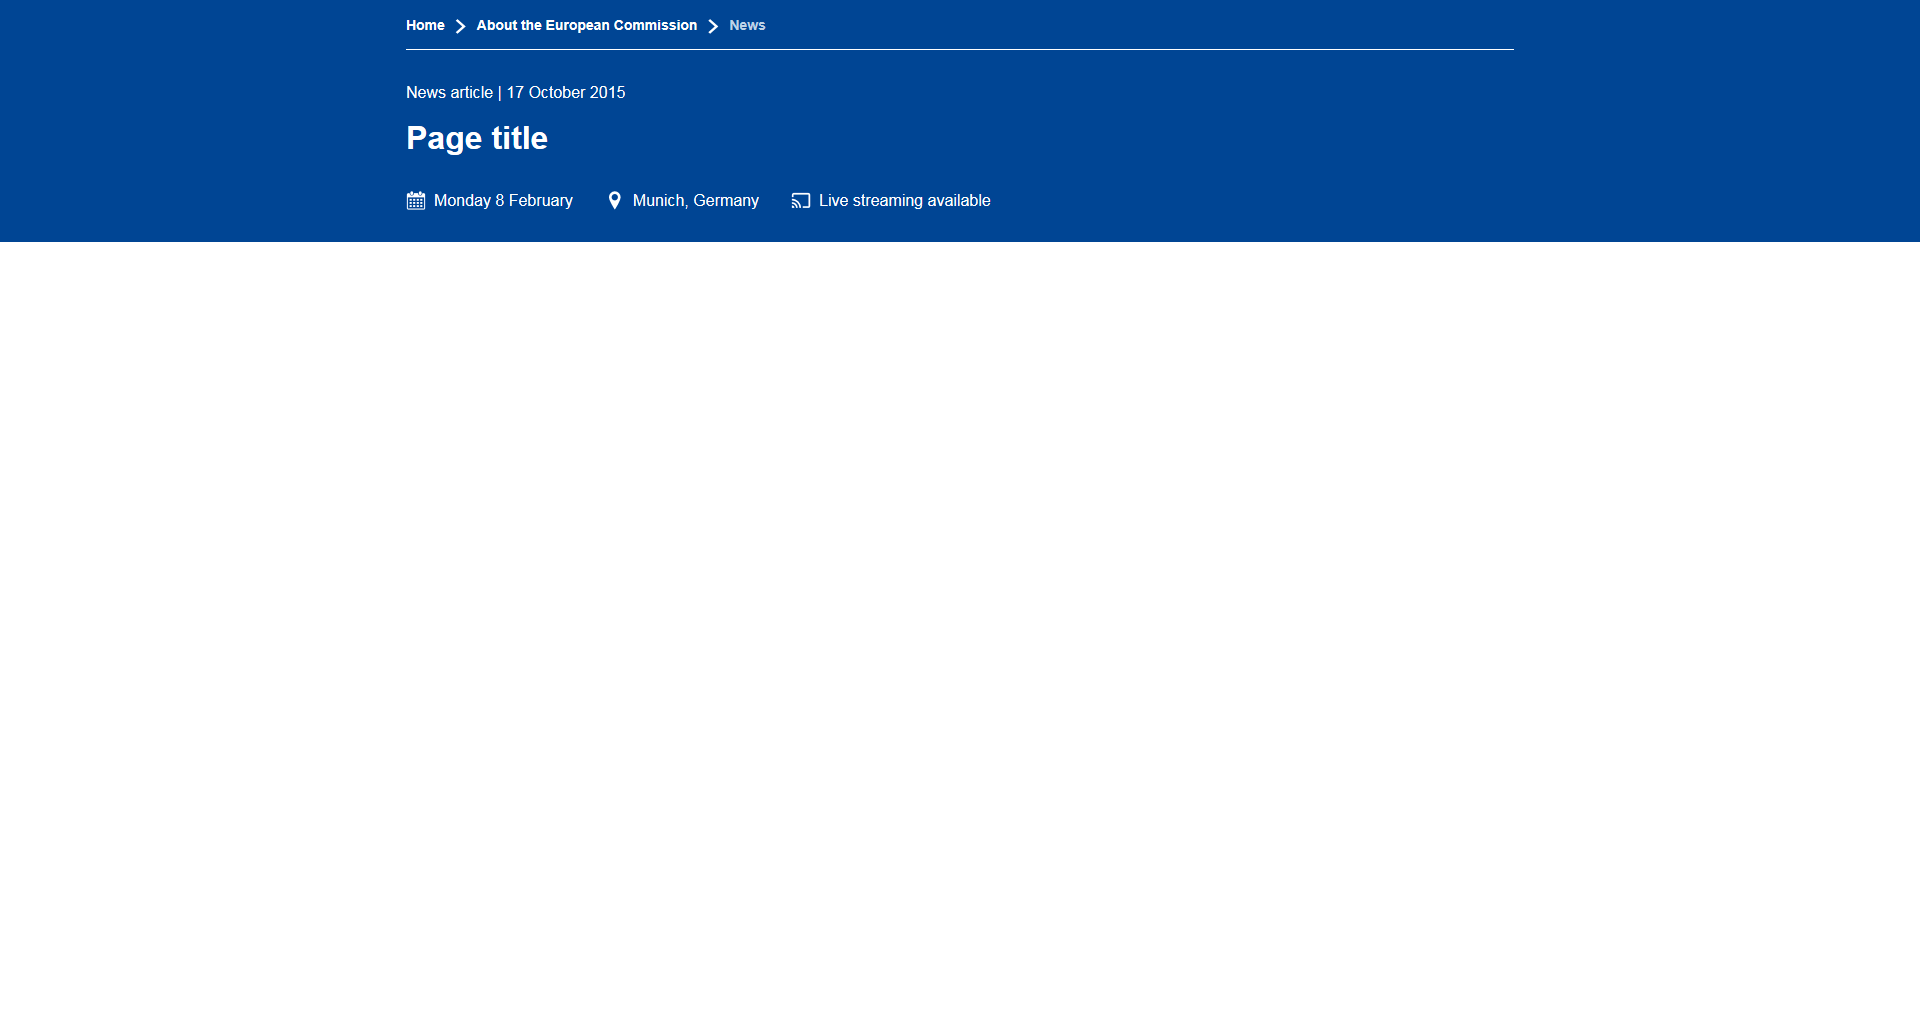 Home About the European Commission News
News article | 17 October 2015
Page title
Monday 8 February Munich, Germany Live streaming available